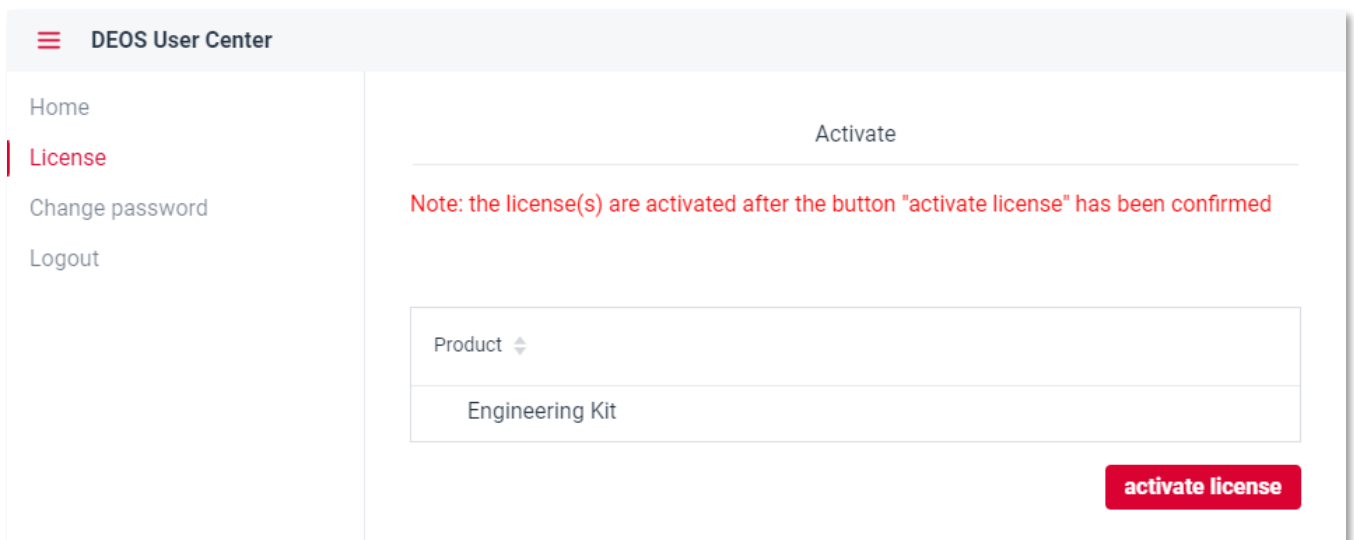 DEOS User Center
Home
License
Change password
Logout
Activate
Note: the license(s) are activated after the button "activate license" has been confirmed
Product
Engineering Kit
activate license